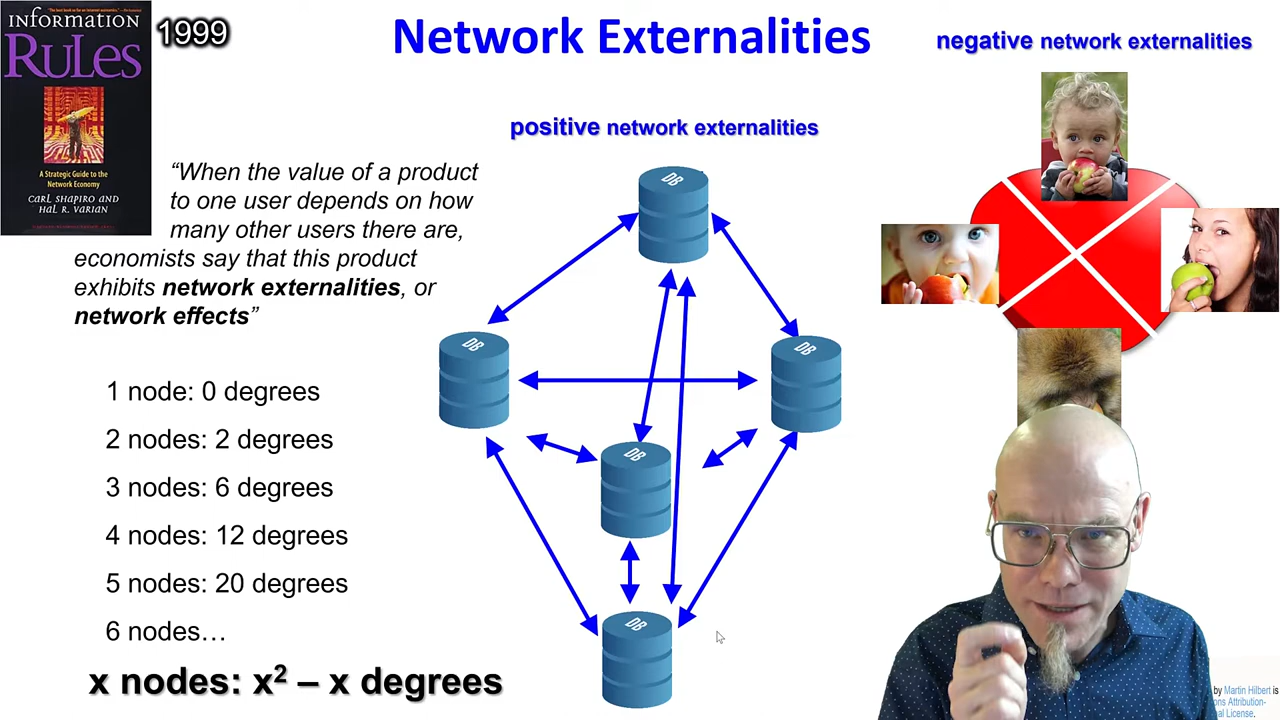 INFORMATION
RULES
A Strategic Guide to the
Network Economy
CARL SHAPIRO AND
HAL R. VARIAN
1999
Network Externalities
negative network externalities
positive network externalities
“When the value of a product
to one user depends on how
many other users there are,
economists say that this product
exhibits network externalities, or
network effects”
1 node: 0 degrees
2 nodes: 2 degrees
3 nodes: 6 degrees
4 nodes: 12 degrees
5 nodes: 20 degrees
6 nodes…
x nodes: x² – x degrees
DB
DB
DB
DB
DB
by Martin Hilbert is
ons Attribution-
al License.